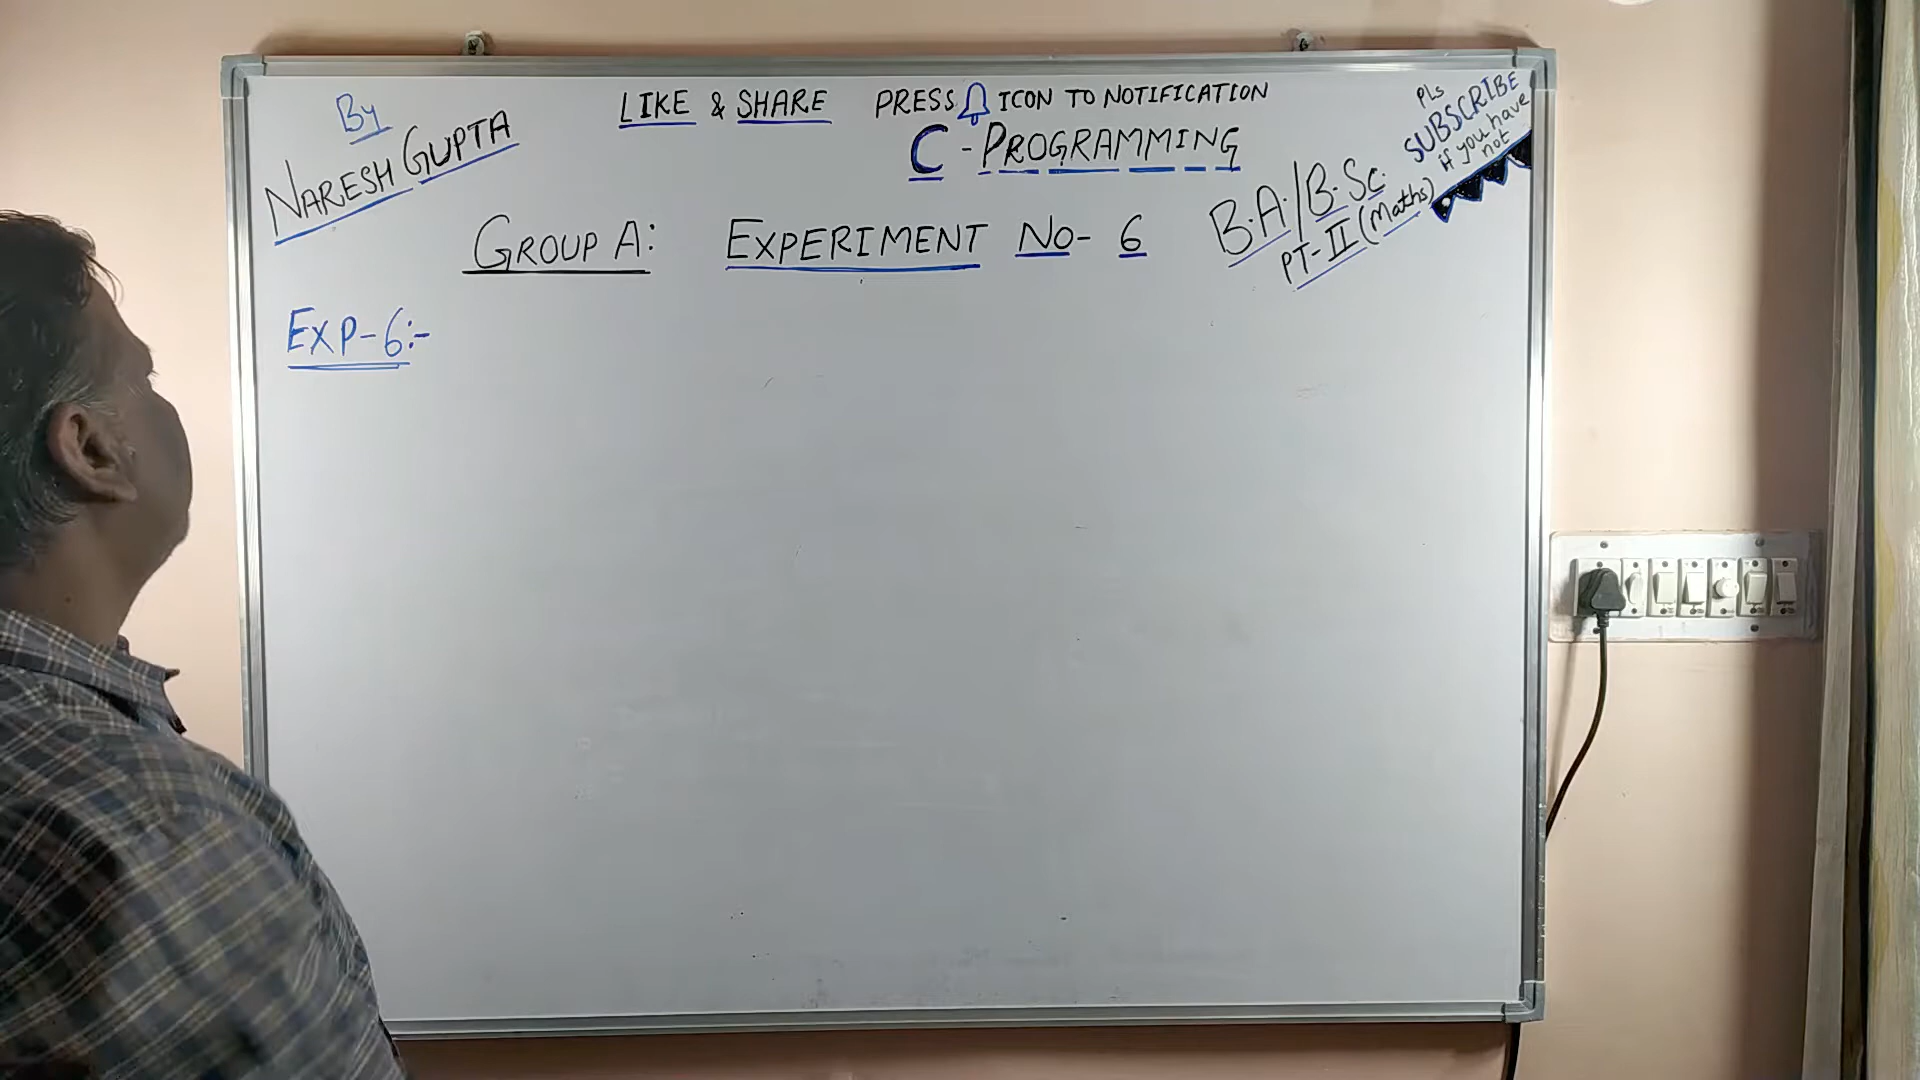 By
NARESH GUPTA
LIKE & SHARE PRESS ICON TO NOTIFICATION
C - PROGRAMMING
PLs
SUBSCRIBE
if you have
not
B.A./B.Sc.
PT-II (Maths)
GROUP A: EXPERIMENT NO- 6
EXP-6:-